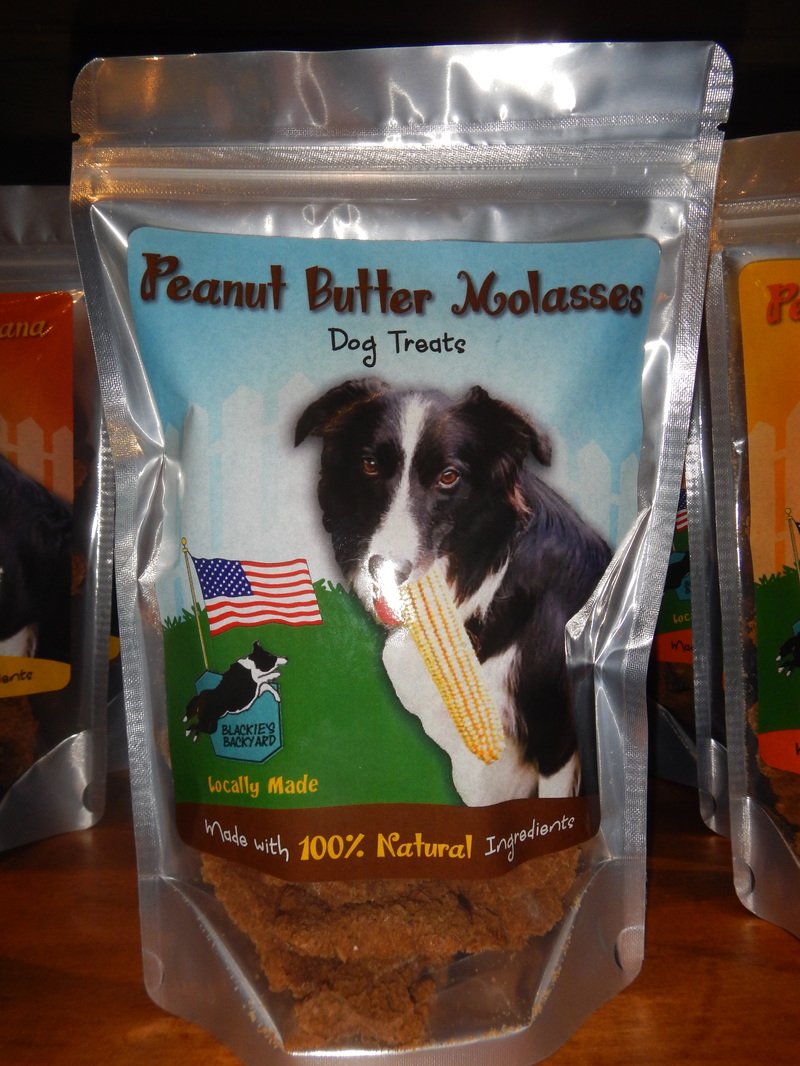 Peanut Butter Molasses
Dog Treats
BLACKIE'S
BACKYARD
Locally Made
Made with 100% Natural Ingredients